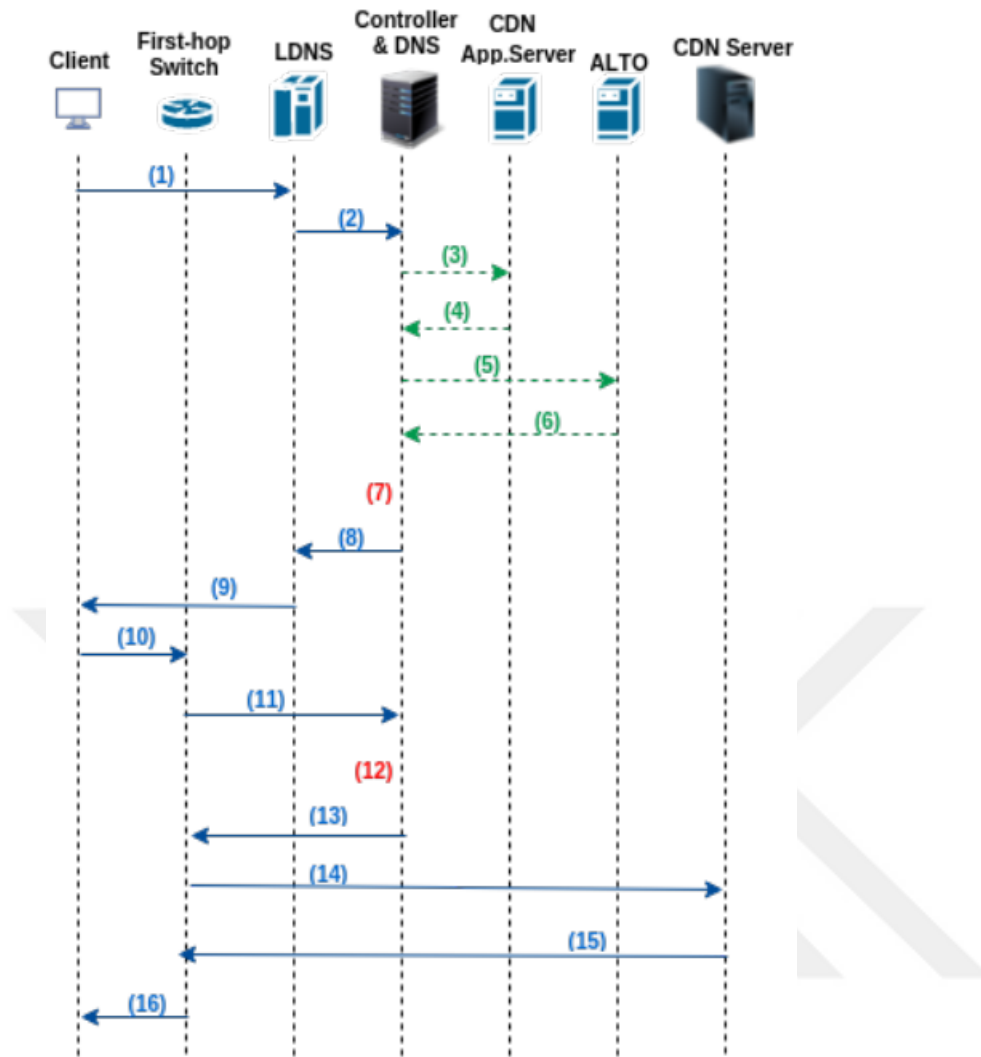 Client
First-hop
Switch
LDNS
Controller
& DNS
CDN
App.Server
ALTO
CDN Server
(1)
(2)
(3)
(4)
(5)
(6)
(7)
(8)
(9)
(10)
(11)
(12)
(13)
(14)
(15)
(16)